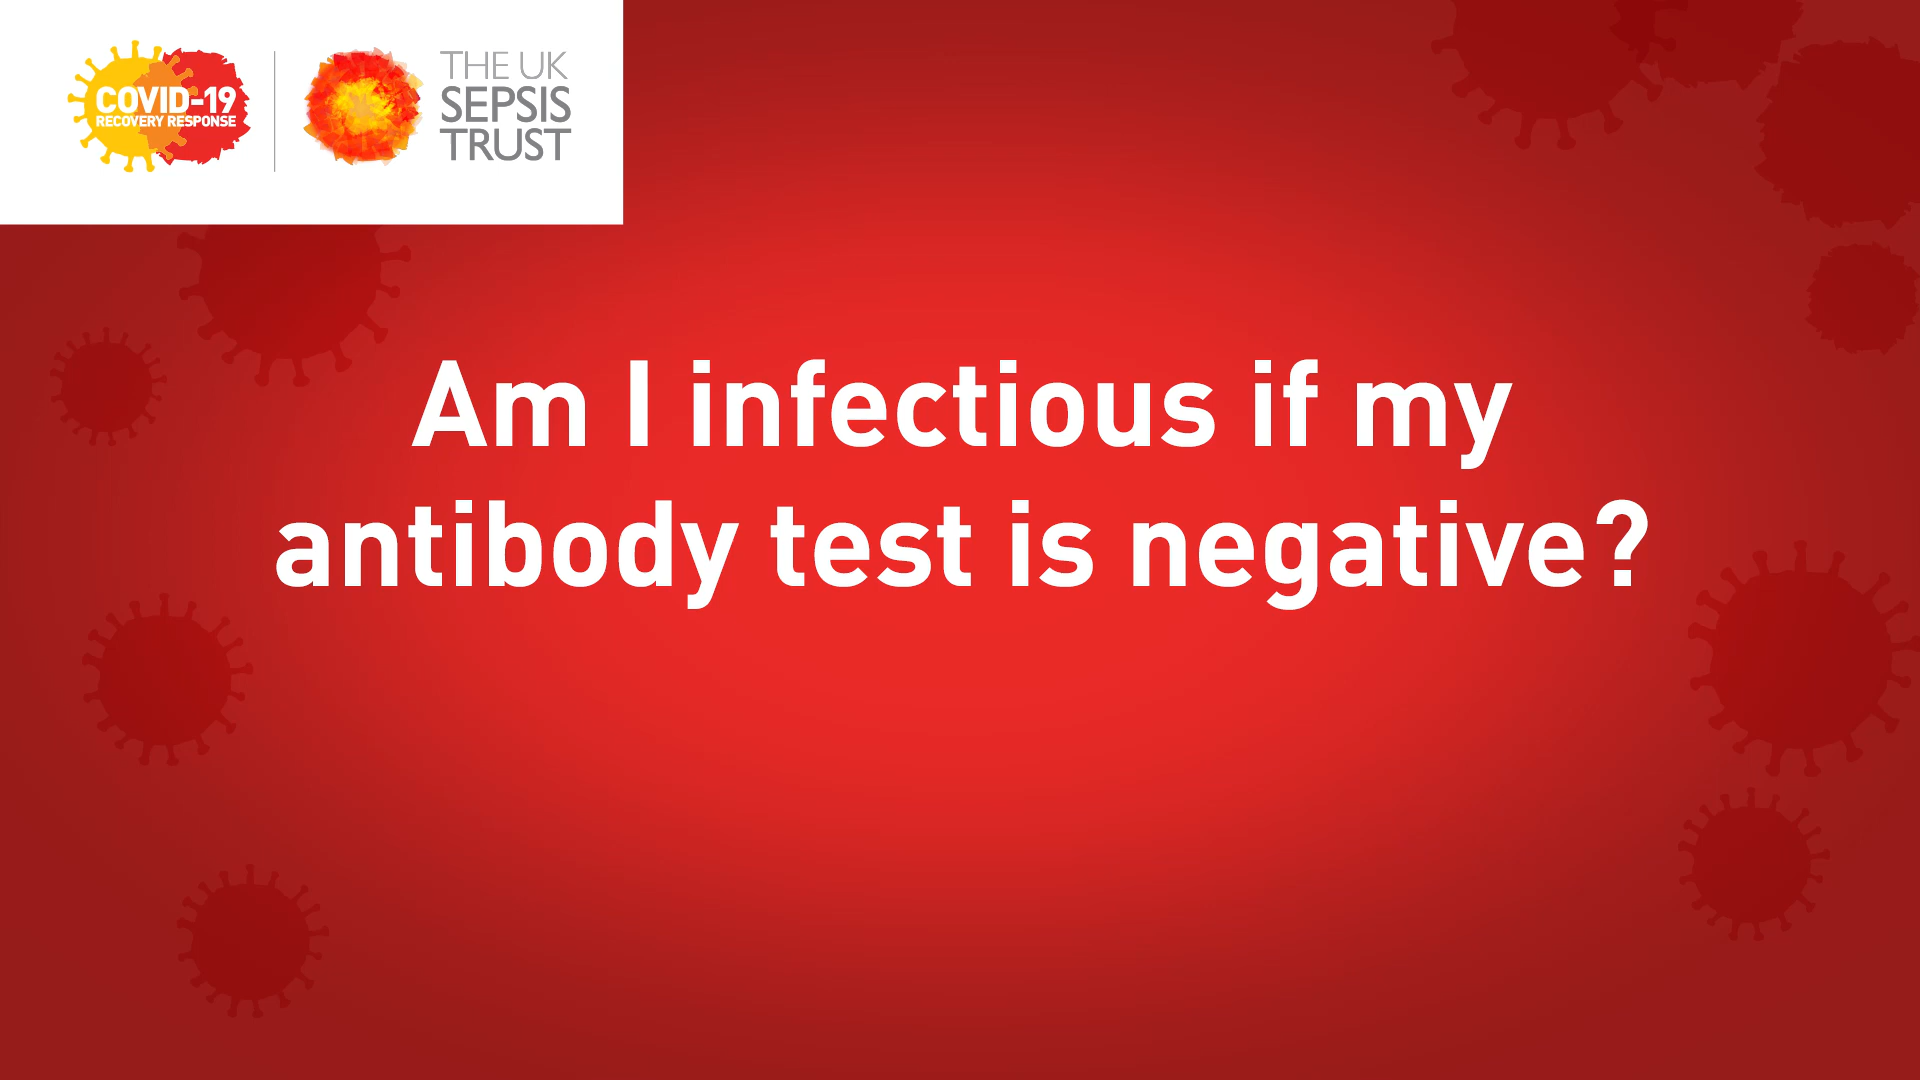 COVID-19
RECOVERY RESPONSE
THE UK
SEPSIS
TRUST
Am I infectious if my
antibody test is negative?